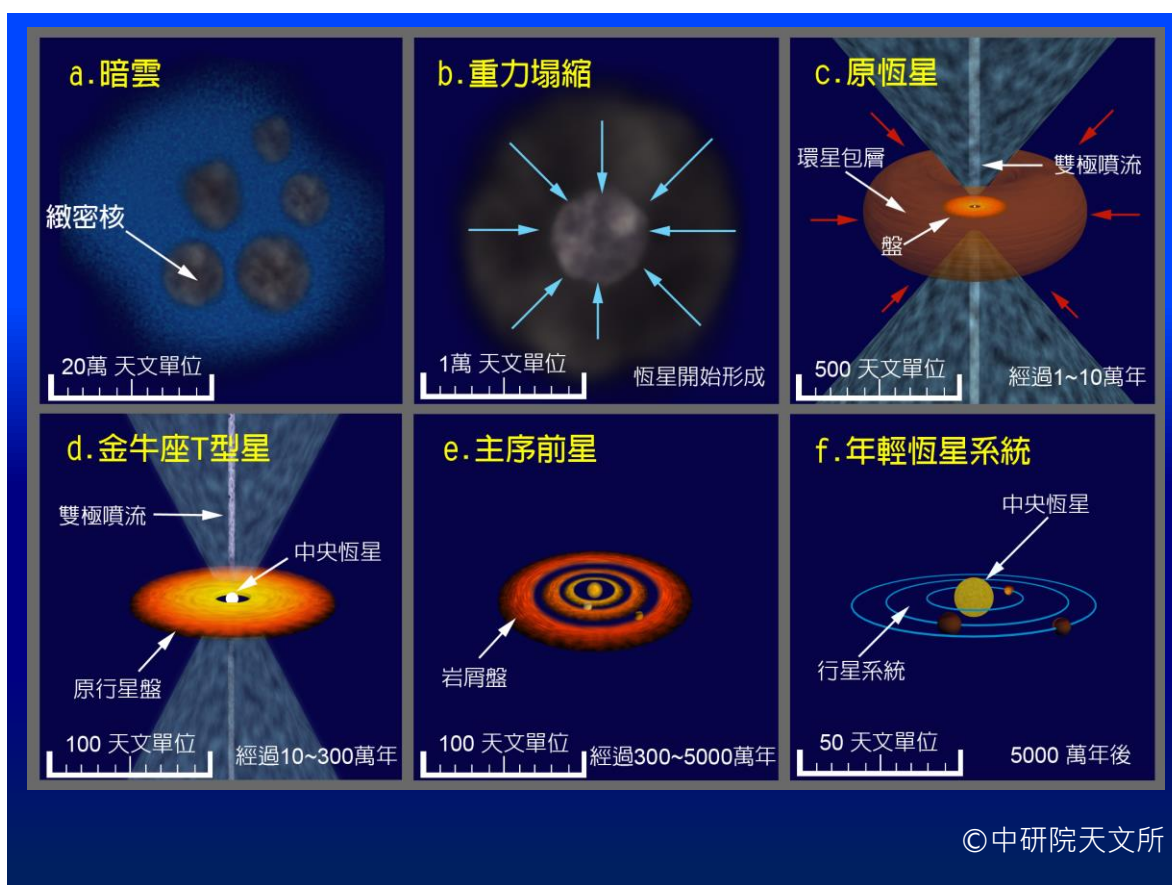 a.暗雲
緻密核
20萬 天文單位
b.重力塌縮
1萬 天文單位
恆星開始形成
c.原恆星
環星包層
雙極噴流
盤
500 天文單位
經過1~10萬年
d.金牛座T型星
雙極噴流
中央恆星
原行星盤
100 天文單位
經過10~300萬年
e.主序前星
岩屑盤
100 天文單位
經過300~5000萬年
f.年輕恆星系統
中央恆星
行星系統
50 天文單位
5000 萬年後
©中研院天文所